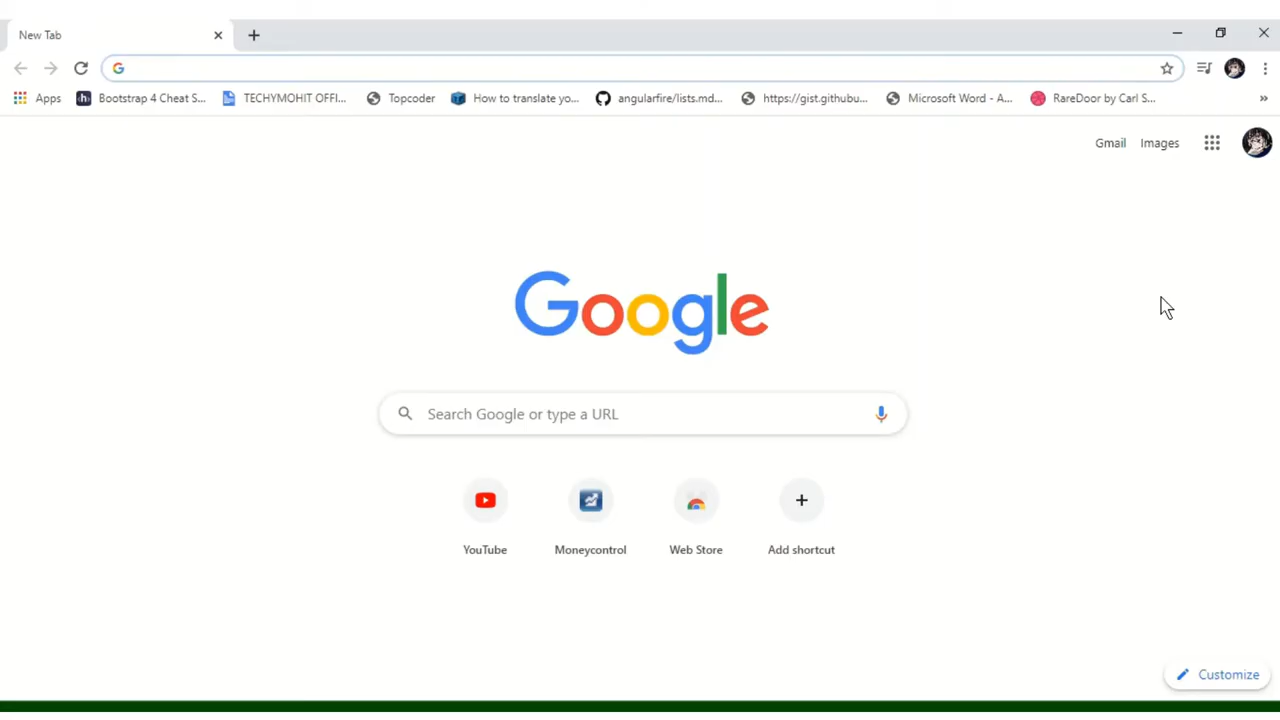 New Tab
Apps
Bootstrap 4 Cheat S...
TECHYMOHIT OFFI...
Topcoder
How to translate yo...
angularfire/lists.md...
https://gist.githubu...
Microsoft Word - A...
RareDoor by Carl S...
»
Gmail
Images
Google
Search Google or type a URL
YouTube
Moneycontrol
Web Store
Add shortcut
Customize